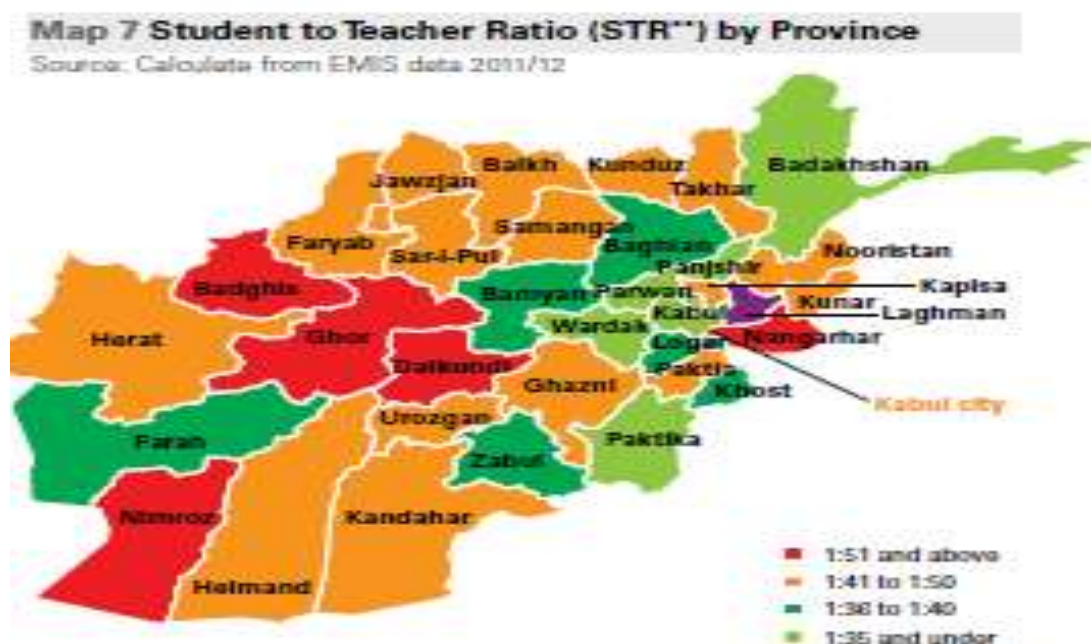 Map 7 Student to Teacher Ratio (STR**) by Province
Source: Calculate from EMIS data 2011/12
Badakhshan
Balkh
Kunduz
Jawzjan
Takhar
Samangan
Faryab
Baghlan
Nooristan
Sar-i-Pul
Panjshir
Kapisa
Badghis
Bamyan
Parwan
Kunar
Kabul
Laghman
Herat
Ghor
Wardak
Nangarhar
Logar
Daikundi
Paktia
Ghazni
Khost
Kabul city
Urozgan
Farah
Paktika
Zabul
Nimroz
Kandahar
Helmand
1:51 and above
1:41 to 1:50
1:36 to 1:40
1:35 and under